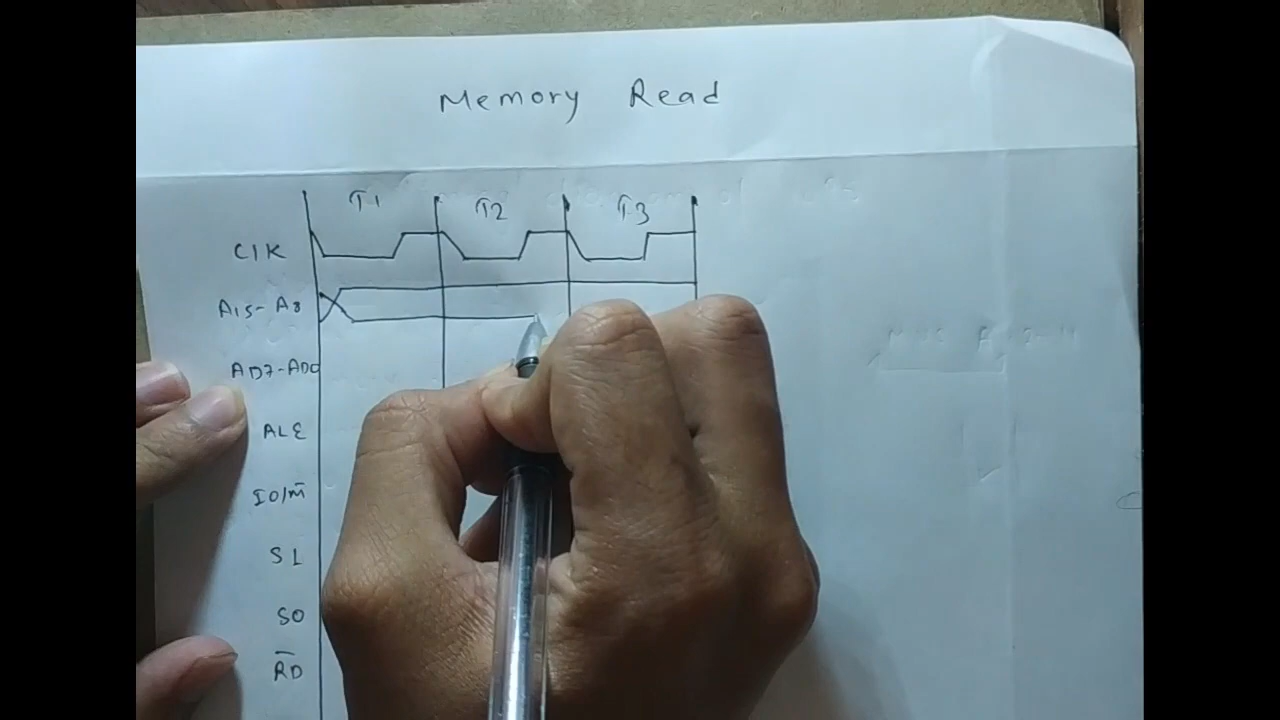 Memory Read
T1 T2 T3
CLK
A15-A8
AD7-AD0
ALE
IO/M̅
S1
S0
R̅D̅